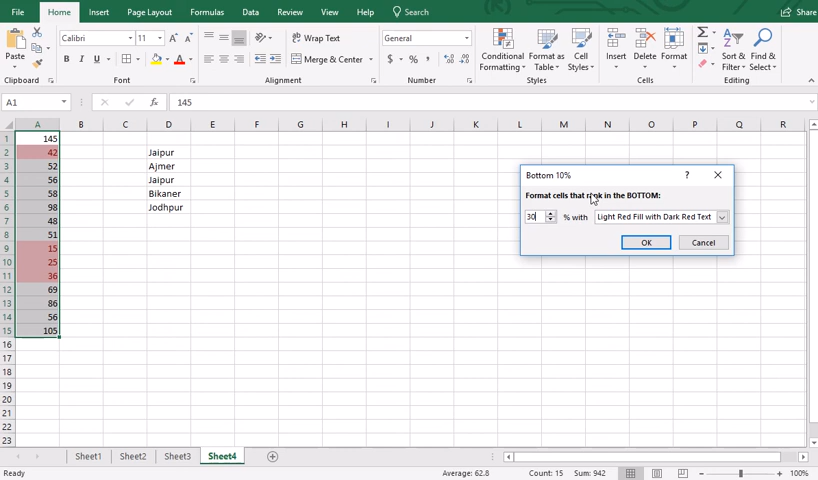 File Home Insert Page Layout Formulas Data Review View Help Search Share
Calibri 11 A A Wrap Text General
Paste B I U A Merge & Center $ % , Conditional Formatting Format as Table Cell Styles Insert Delete Format Sort & Filter Find & Select
Clipboard Font Alignment Number Styles Cells Editing
A1 fx 145
A B C D E F G H I J K L M N O P Q R
1 145
2 42 Jaipur
3 52 Ajmer
4 56 Jaipur
5 58 Bikaner
6 98 Jodhpur
7 48
8 51
9 15
10 25
11 36
12 69
13 86
14 56
15 105
16
17
18
19
20
21
22
23
Bottom 10% ?
Format cells that rank in the BOTTOM:
30 % with Light Red Fill with Dark Red Text
OK Cancel
Sheet1 Sheet2 Sheet3 Sheet4
Ready Average: 62.8 Count: 15 Sum: 942 100%